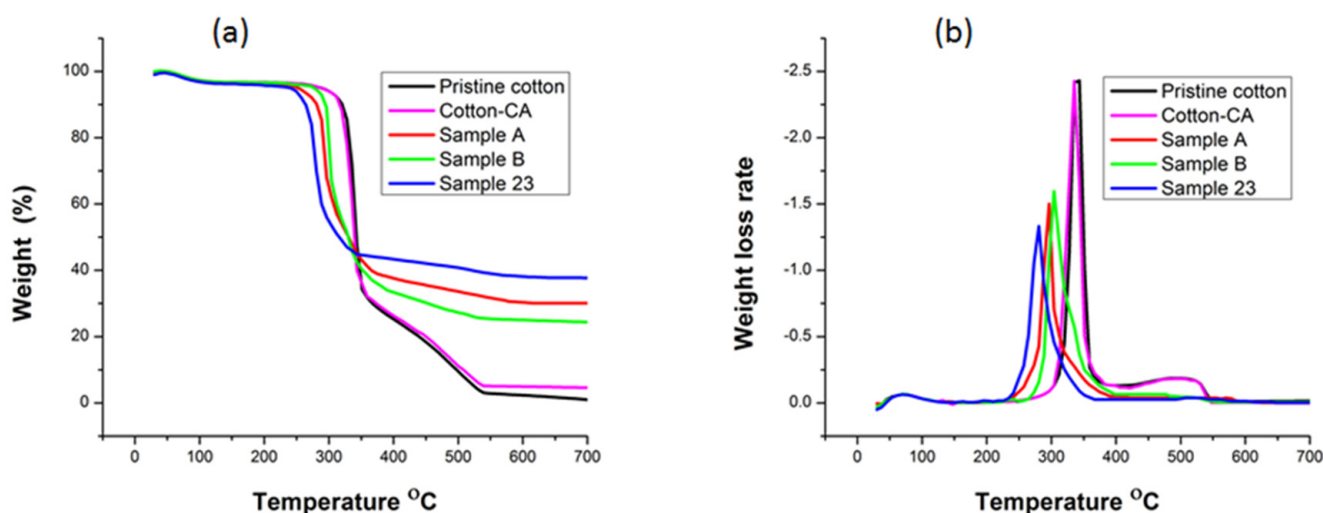 (a)
Weight (%)
100
80
60
40
20
0
Pristine cotton
Cotton-CA
Sample A
Sample B
Sample 23
0 100 200 300 400 500 600 700
Temperature °C
(b)
Weight loss rate
-2.5
-2.0
-1.5
-1.0
-0.5
0.0
Pristine cotton
Cotton-CA
Sample A
Sample B
Sample 23
0 100 200 300 400 500 600 700
Temperature °C